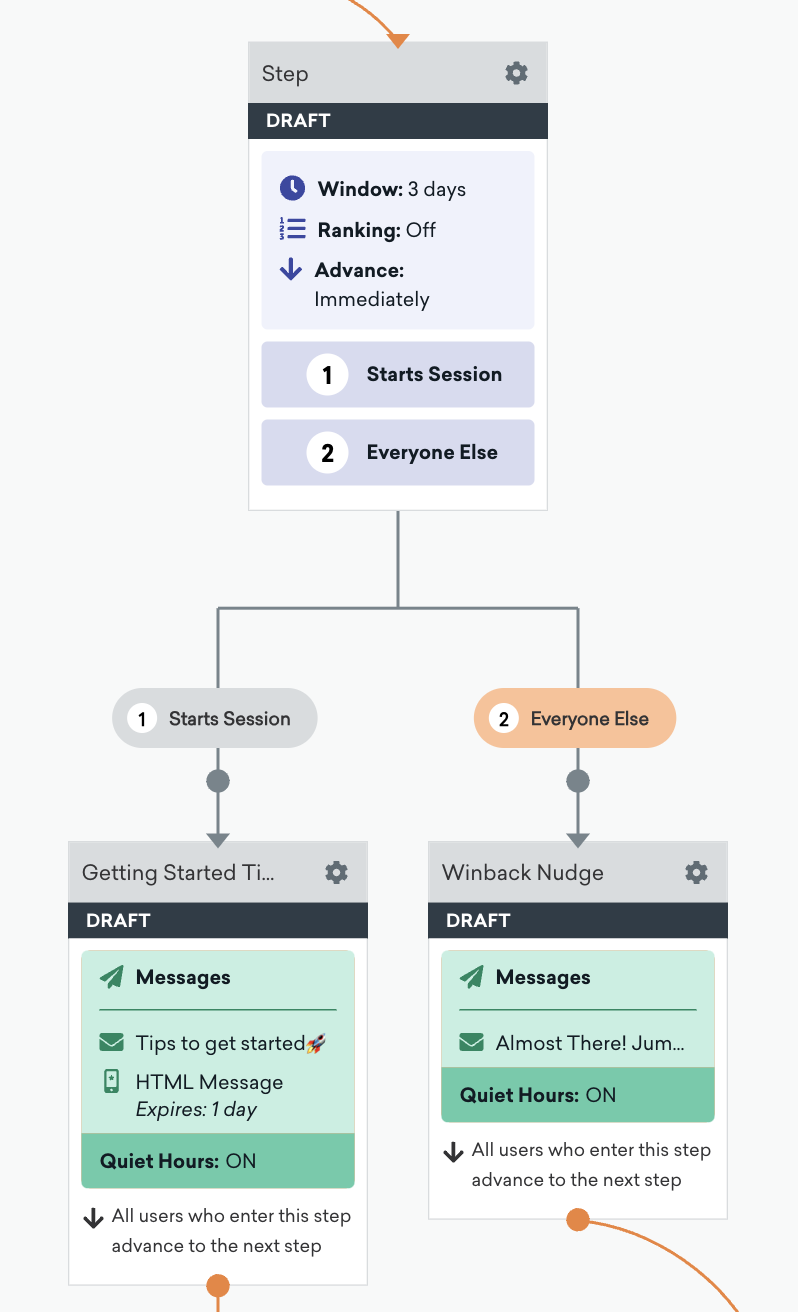 Step
DRAFT
Window: 3 days
1
2
3
Ranking: Off
Advance:
Immediately
1 Starts Session
2 Everyone Else
1 Starts Session
2 Everyone Else
Getting Started Ti...
DRAFT
Messages
Tips to get started🚀
HTML Message
Expires: 1 day
Quiet Hours: ON
All users who enter this step
advance to the next step
Winback Nudge
DRAFT
Messages
Almost There! Jum...
Quiet Hours: ON
All users who enter this step
advance to the next step